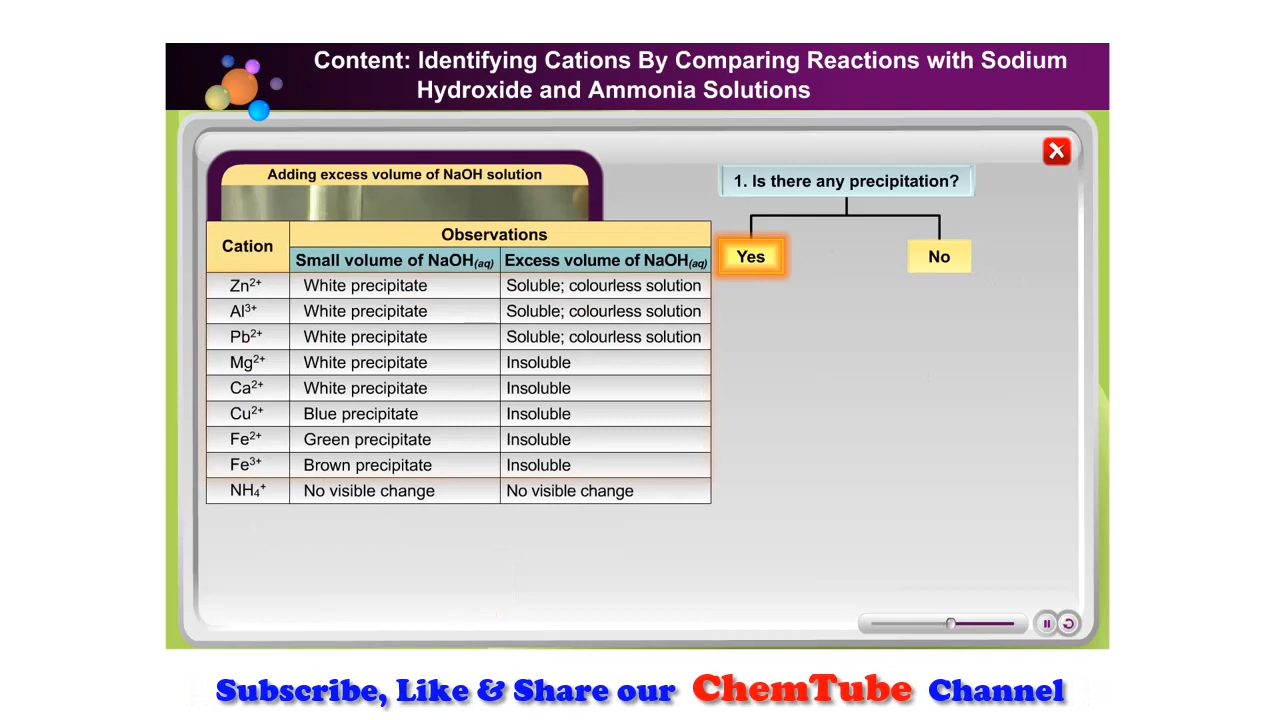 Content: Identifying Cations By Comparing Reactions with Sodium
Hydroxide and Ammonia Solutions
Adding excess volume of NaOH solution
1. Is there any precipitation?
Yes
No
Cation
Observations
Small volume of NaOH(aq)
Excess volume of NaOH(aq)
Zn²⁺ White precipitate Soluble; colourless solution
Al³⁺ White precipitate Soluble; colourless solution
Pb²⁺ White precipitate Soluble; colourless solution
Mg²⁺ White precipitate Insoluble
Ca²⁺ White precipitate Insoluble
Cu²⁺ Blue precipitate Insoluble
Fe²⁺ Green precipitate Insoluble
Fe³⁺ Brown precipitate Insoluble
NH₄⁺ No visible change No visible change
Subscribe, Like & Share our ChemTube Channel